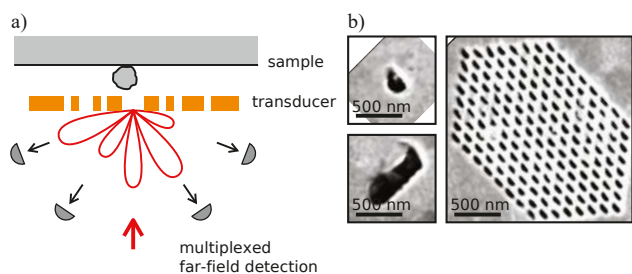 a)
sample
transducer
multiplexed
far-field detection
b)
500 nm
500 nm
500 nm